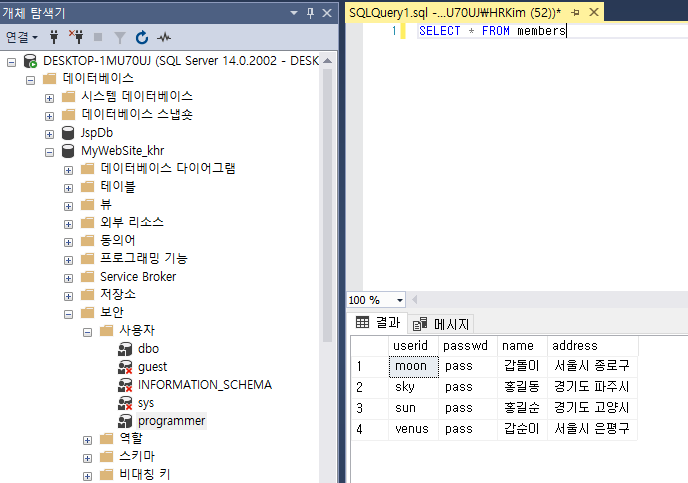 개체 탐색기
연결
DESKTOP-1MU70UJ (SQL Server 14.0.2002 - DESK
데이터베이스
시스템 데이터베이스
데이터베이스 스냅숏
JspDb
MyWebSite_khr
데이터베이스 다이어그램
테이블
뷰
외부 리소스
동의어
프로그래밍 기능
Service Broker
저장소
보안
사용자
dbo
guest
INFORMATION_SCHEMA
sys
programmer
역할
스키마
비대칭 키
SQLQuery1.sql -...U70UJ₩HRKim (52))*
1 SELECT * FROM members
100 %
결과 메시지
userid passwd name address
1 moon pass 갑돌이 서울시 종로구
2 sky pass 홍길동 경기도 파주시
3 sun pass 홍길순 경기도 고양시
4 venus pass 갑순이 서울시 은평구